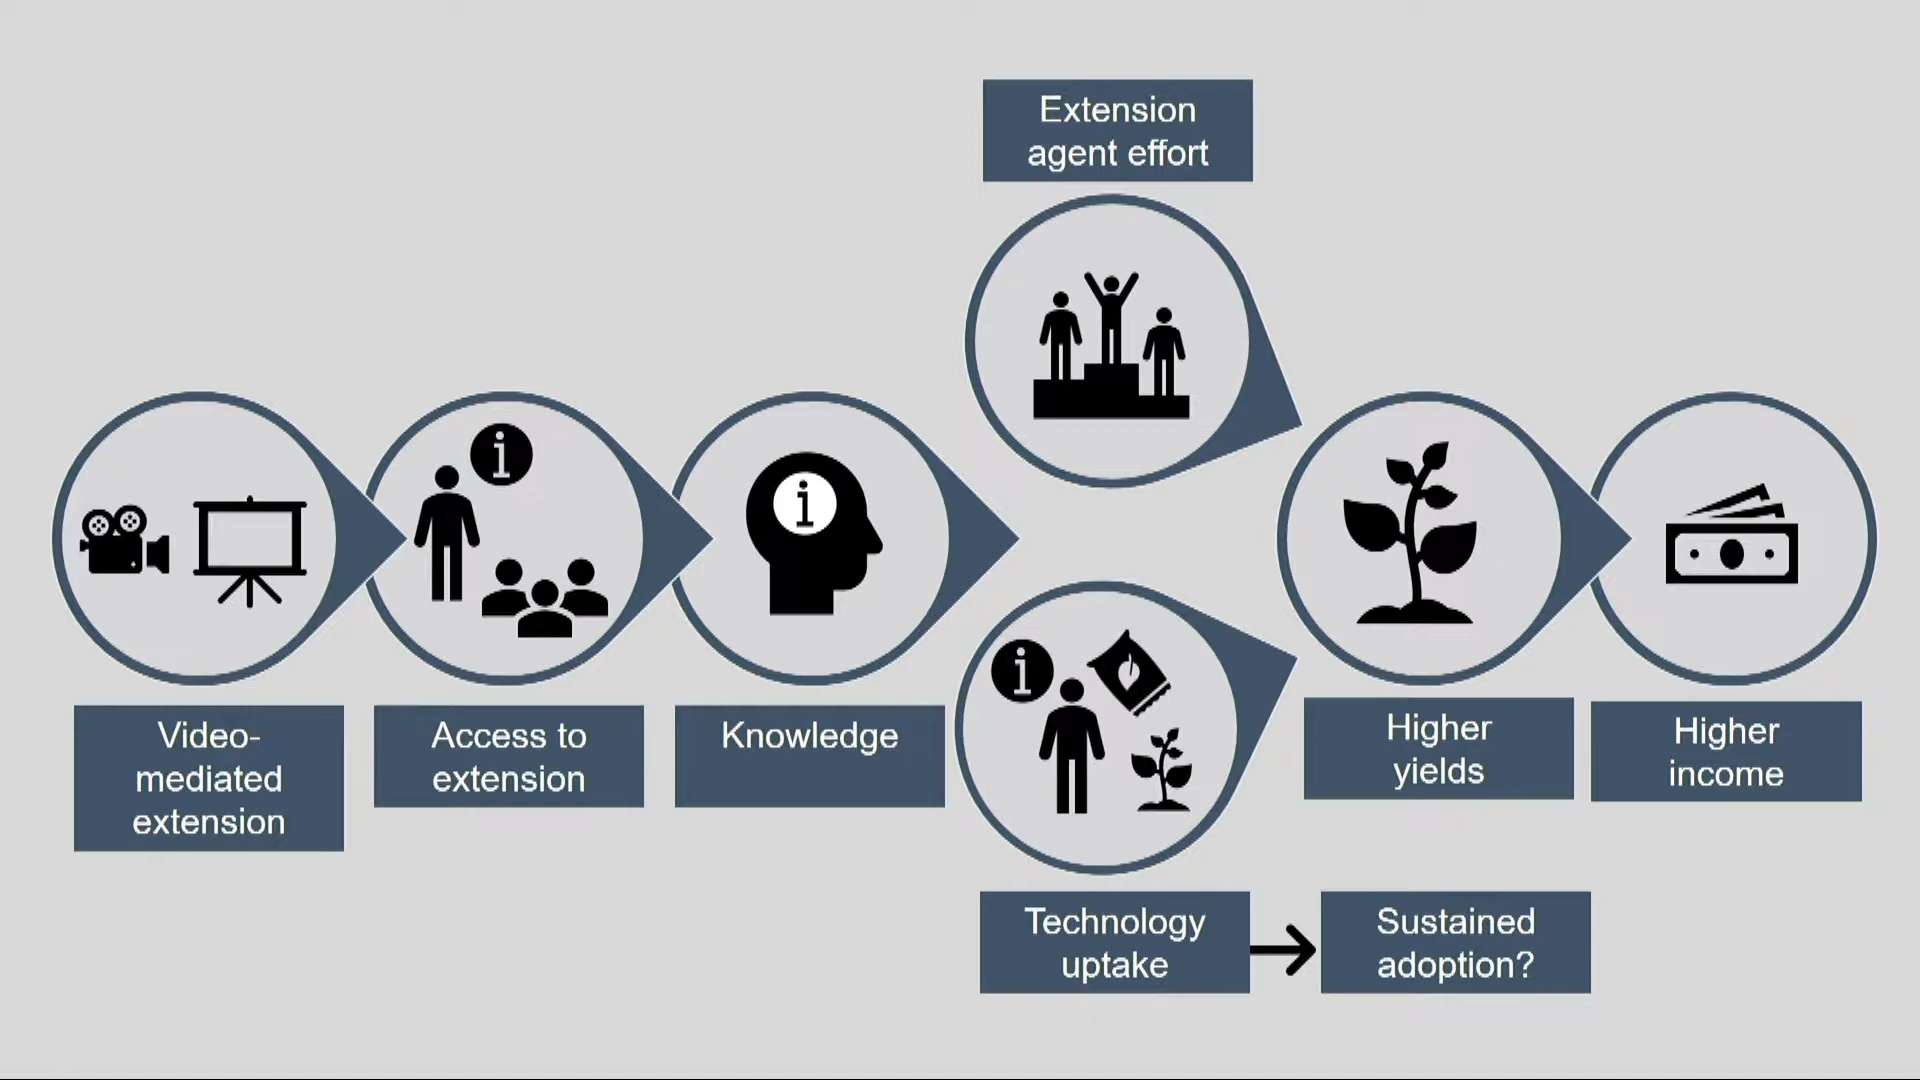 Extension
agent effort
i
i
i
Video-
mediated
extension
Access to
extension
Knowledge
Higher
yields
Higher
income
Technology
uptake
Sustained
adoption?